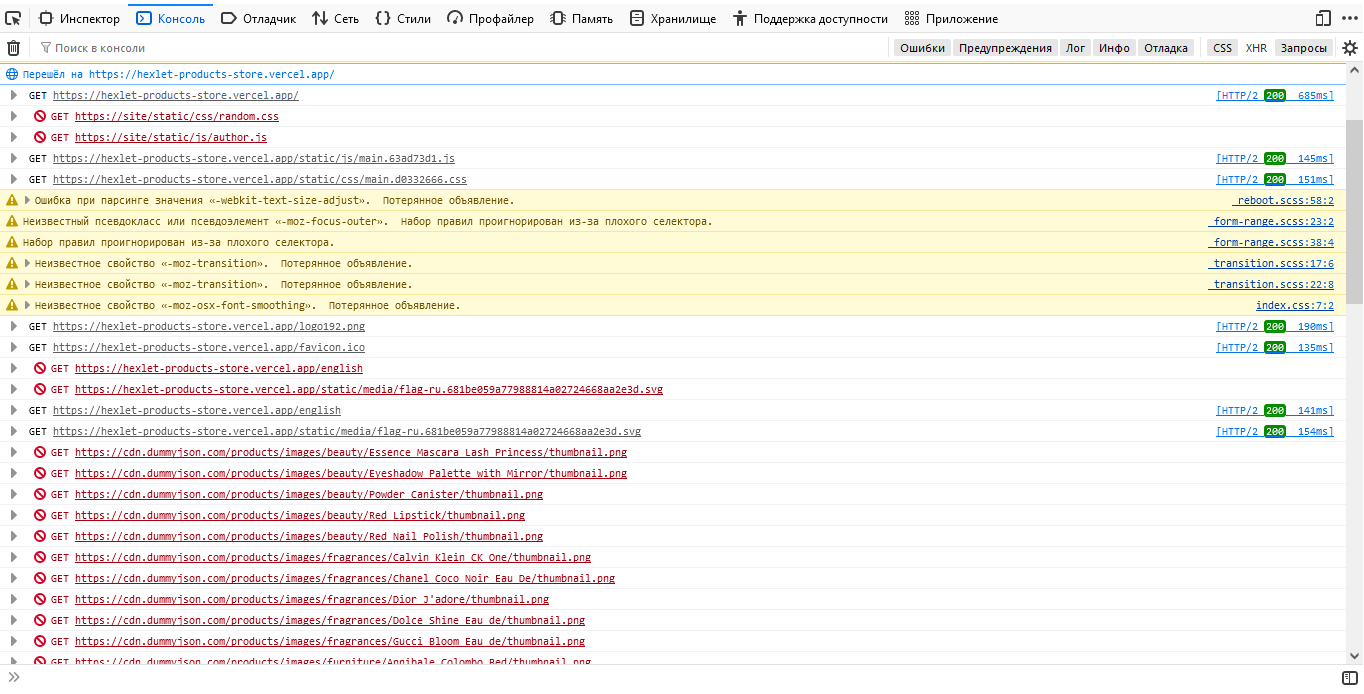 Инспектор Консоль Отладчик Сеть Стили Профайлер Память Хранилище Поддержка доступности Приложение
Поиск в консоли Ошибки Предупреждения Лог Инфо Отладка CSS XHR Запросы
Перешёл на https://hexlet-products-store.vercel.app/
GET https://hexlet-products-store.vercel.app/ [HTTP/2 200 685ms]
GET https://site/static/css/random.css
GET https://site/static/js/author.js
GET https://hexlet-products-store.vercel.app/static/js/main.63ad73d1.js [HTTP/2 200 145ms]
GET https://hexlet-products-store.vercel.app/static/css/main.d0332666.css [HTTP/2 200 151ms]
Ошибка при парсинге значения «-webkit-text-size-adjust». Потерянное объявление. _reboot.scss:58:2
Неизвестный псевдокласс или псевдоэлемент «-moz-focus-outer». Набор правил проигнорирован из-за плохого селектора. _form-range.scss:23:2
Набор правил проигнорирован из-за плохого селектора. _form-range.scss:38:4
Неизвестное свойство «-moz-transition». Потерянное объявление. _transition.scss:17:6
Неизвестное свойство «-moz-transition». Потерянное объявление. _transition.scss:22:8
Неизвестное свойство «-moz-osx-font-smoothing». Потерянное объявление. index.css:7:2
GET https://hexlet-products-store.vercel.app/logo192.png [HTTP/2 200 190ms]
GET https://hexlet-products-store.vercel.app/favicon.ico [HTTP/2 200 135ms]
GET https://hexlet-products-store.vercel.app/english
GET https://hexlet-products-store.vercel.app/static/media/flag-ru.681be059a77988814a02724668aa2e3d.svg
GET https://hexlet-products-store.vercel.app/english [HTTP/2 200 141ms]
GET https://hexlet-products-store.vercel.app/static/media/flag-ru.681be059a77988814a02724668aa2e3d.svg [HTTP/2 200 154ms]
GET https://cdn.dummyjson.com/products/images/beauty/Essence Mascara Lash Princess/thumbnail.png
GET https://cdn.dummyjson.com/products/images/beauty/Eyeshadow Palette with Mirror/thumbnail.png
GET https://cdn.dummyjson.com/products/images/beauty/Powder Canister/thumbnail.png
GET https://cdn.dummyjson.com/products/images/beauty/Red Lipstick/thumbnail.png
GET https://cdn.dummyjson.com/products/images/beauty/Red Nail Polish/thumbnail.png
GET https://cdn.dummyjson.com/products/images/fragrances/Calvin Klein CK One/thumbnail.png
GET https://cdn.dummyjson.com/products/images/fragrances/Chanel Coco Noir Eau De/thumbnail.png
GET https://cdn.dummyjson.com/products/images/fragrances/Dior J'adore/thumbnail.png
GET https://cdn.dummyjson.com/products/images/fragrances/Dolce Shine Eau de/thumbnail.png
GET https://cdn.dummyjson.com/products/images/fragrances/Gucci Bloom Eau de/thumbnail.png
GET https://cdn.dummyjson.com/products/images/furniture/Annibale Colombo Bed/thumbnail.png